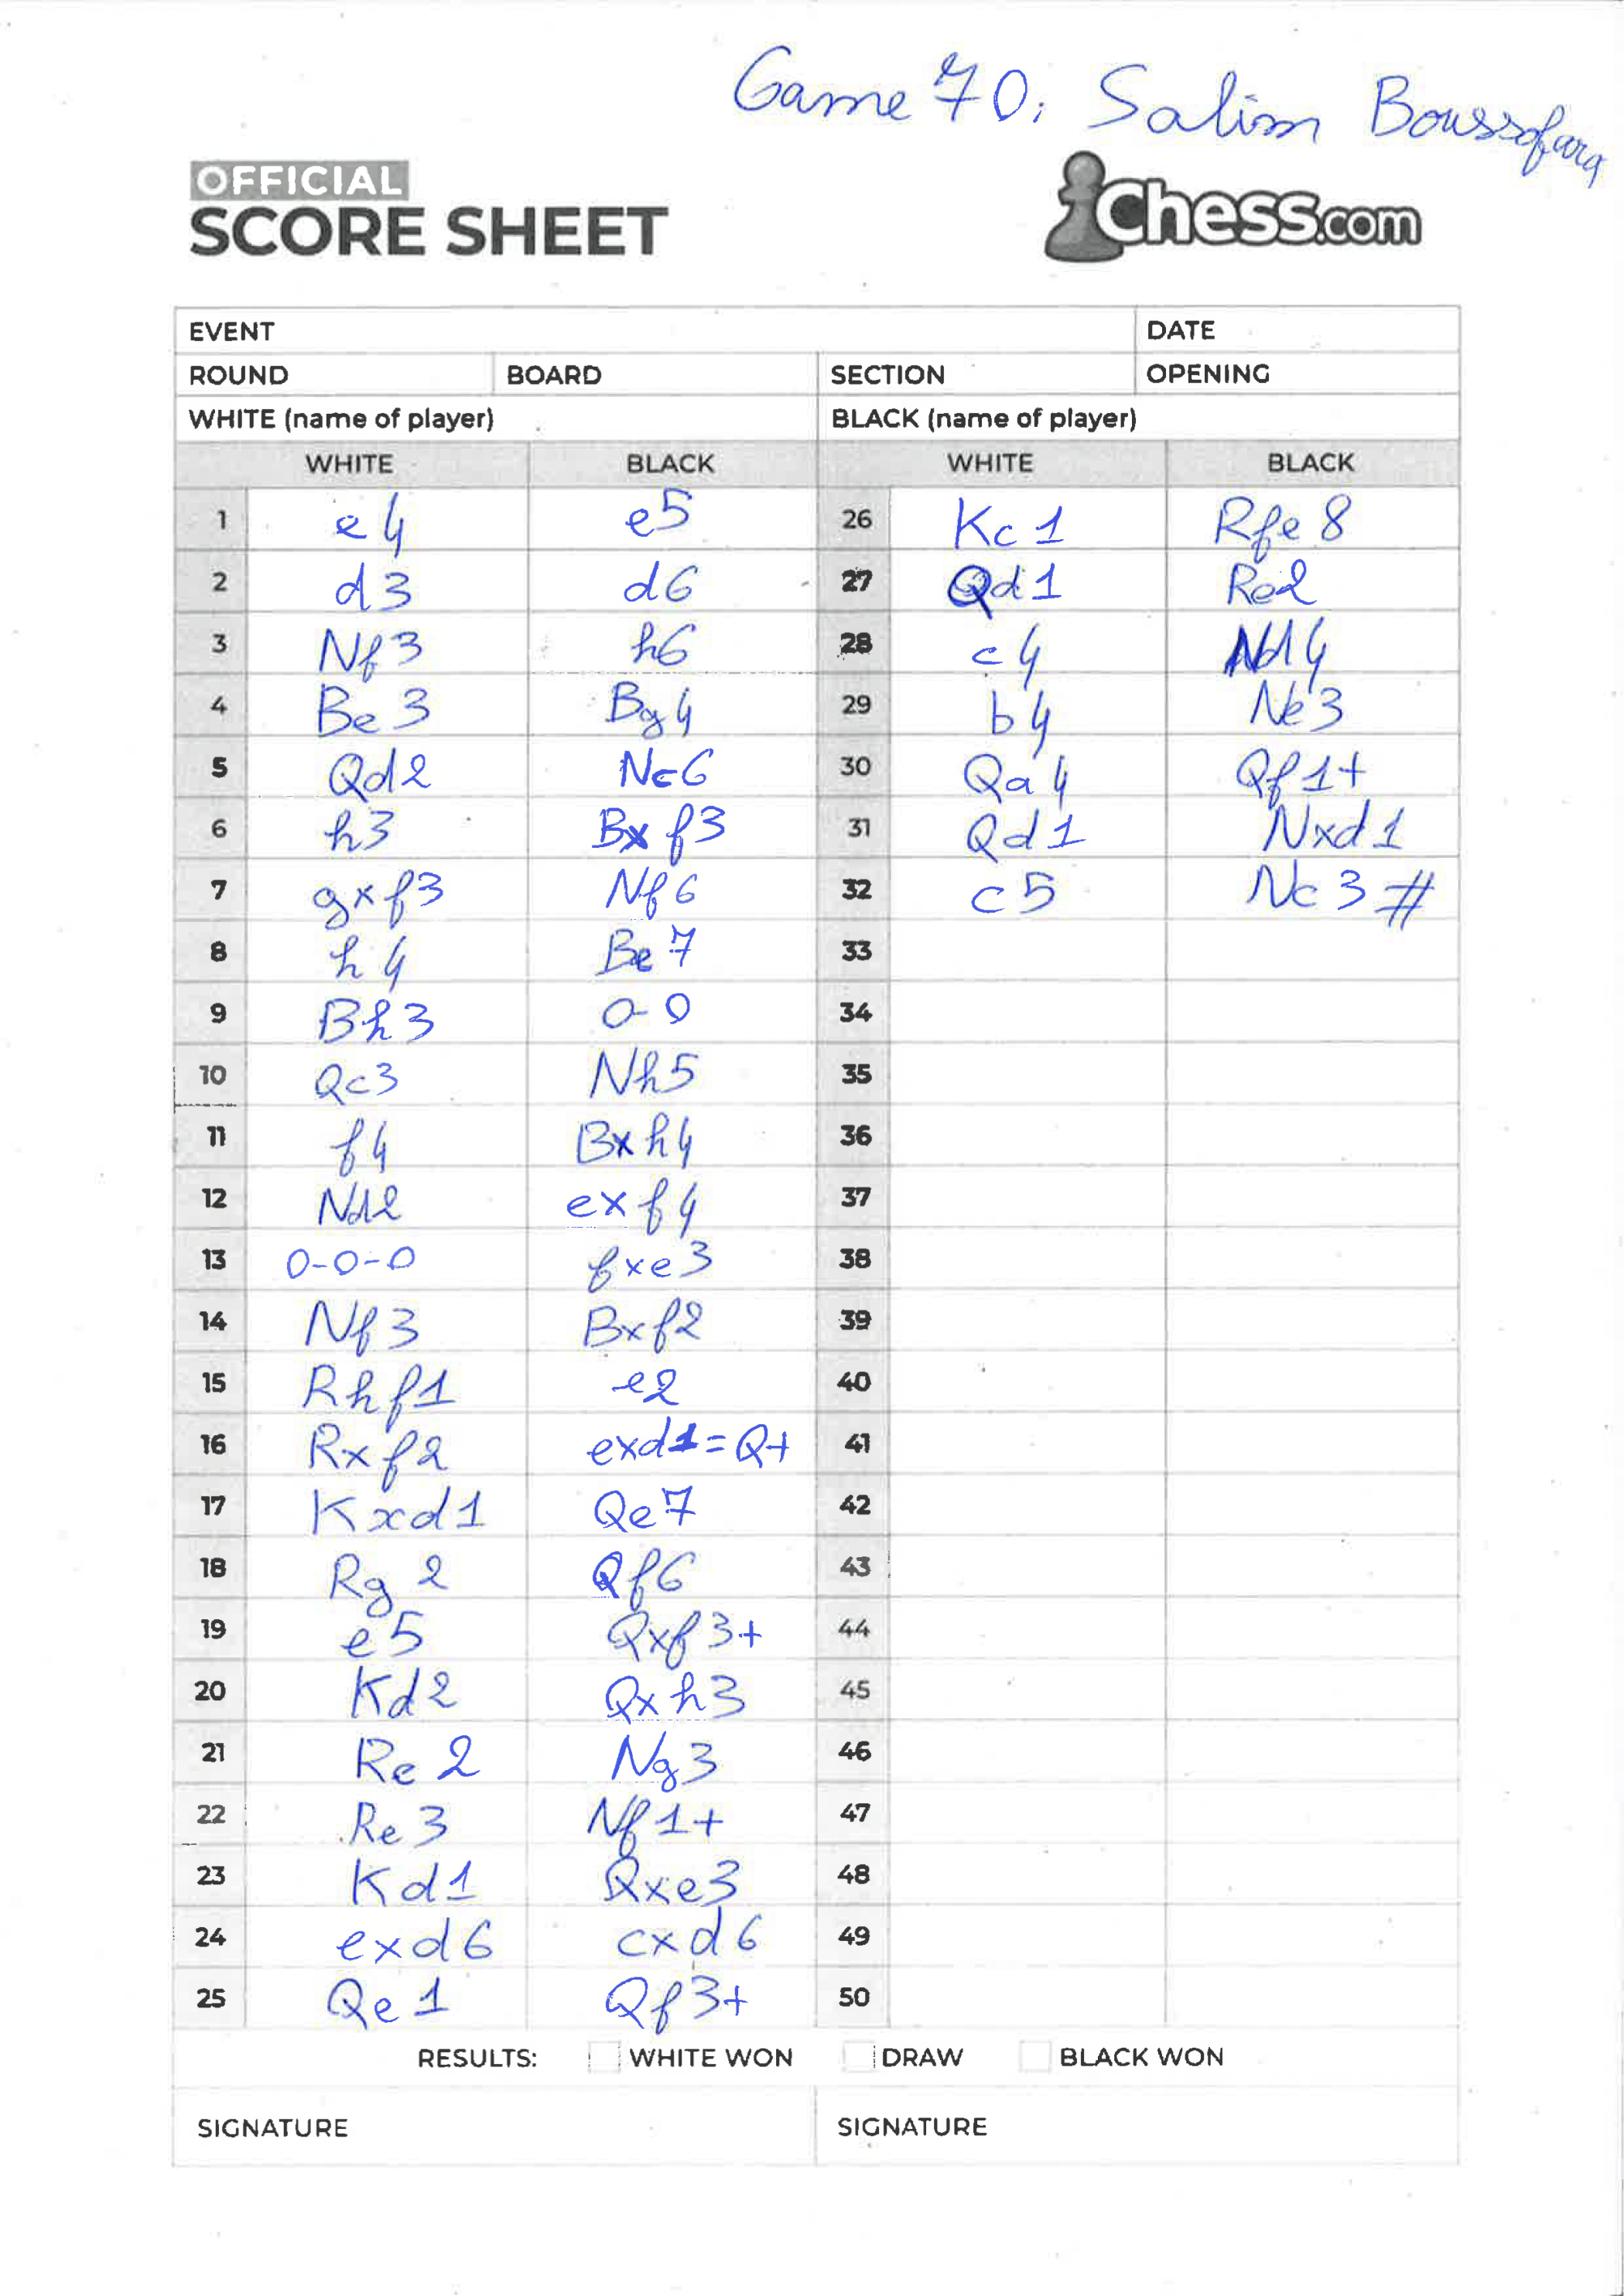 Game 70: Salim Boussofara
OFFICIAL
SCORE SHEET
Chess.com
EVENT DATE
ROUND BOARD SECTION OPENING
WHITE (name of player) BLACK (name of player)
WHITE BLACK WHITE BLACK
1 e4 e5 26 Kc1 Rfe8
2 d3 d6 27 Qd1 Re2
3 Nf3 h6 28 c4 Nd4
4 Be3 Bg4 29 b4 Ne3
5 Qd2 Nc6 30 Qa4 Qf1+
6 h3 Bxf3 31 Qd1 Nxd1
7 gxf3 Nf6 32 c5 Nc3#
8 h4 Be7 33
9 Bh3 0-0 34
10 Qc3 Nh5 35
11 f4 Bxh4 36
12 Nd2 exf4 37
13 0-0-0 fxe3 38
14 Nf3 Bxf2 39
15 Rhf1 e2 40
16 Rxf2 exd1=Q+ 41
17 Kxd1 Qe7 42
18 Rg2 Qf6 43
19 e5 Qxf3+ 44
20 Kd2 Qxh3 45
21 Re2 Ng3 46
22 Re3 Nf1+ 47
23 Kd1 Qxe3 48
24 exd6 cxd6 49
25 Qe1 Qf3+ 50
RESULTS: WHITE WON DRAW BLACK WON
SIGNATURE SIGNATURE